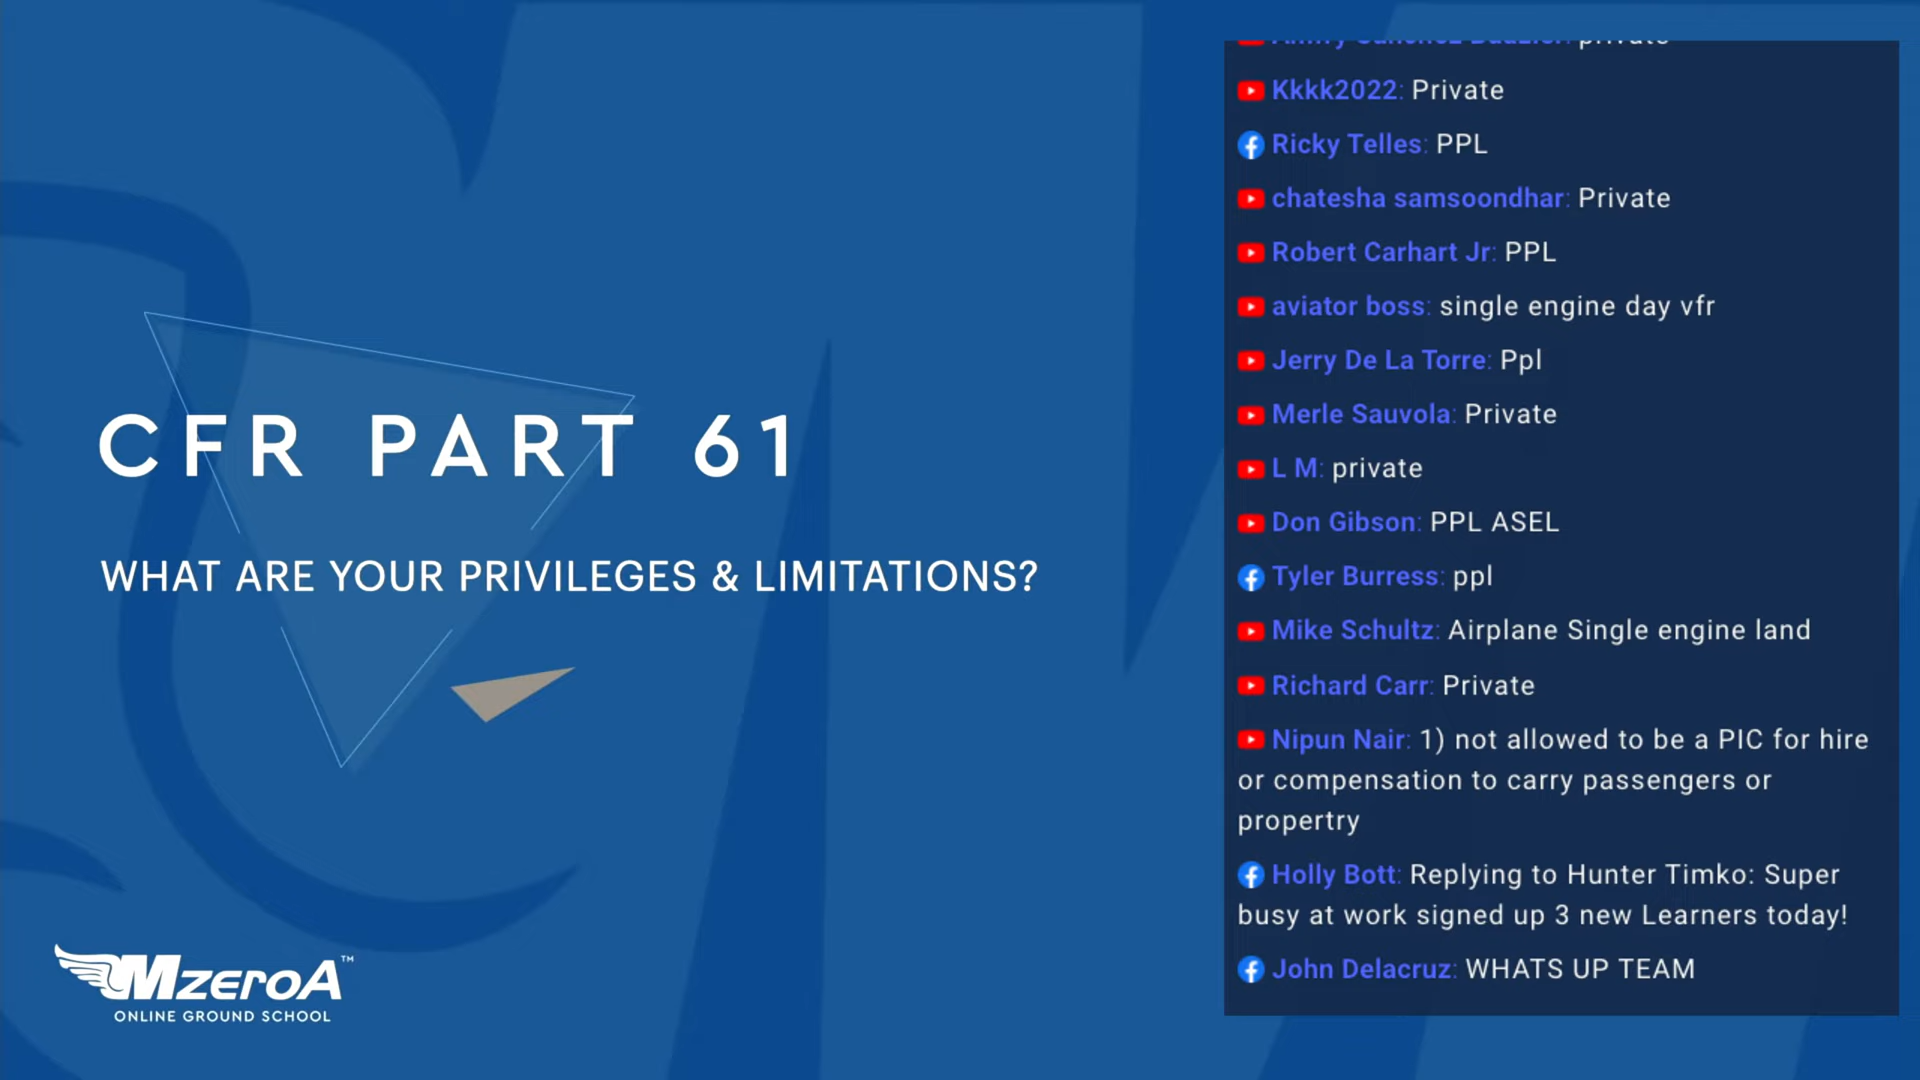 CFR PART 61
WHAT ARE YOUR PRIVILEGES & LIMITATIONS?
MzeroA™
ONLINE GROUND SCHOOL
private
Kkkk2022: Private
Ricky Telles: PPL
chatesha samsoondhar: Private
Robert Carhart Jr: PPL
aviator boss: single engine day vfr
Jerry De La Torre: Ppl
Merle Sauvola: Private
L M: private
Don Gibson: PPL ASEL
Tyler Burress: ppl
Mike Schultz: Airplane Single engine land
Richard Carr: Private
Nipun Nair: 1) not allowed to be a PIC for hire
or compensation to carry passengers or
propertry
Holly Bott: Replying to Hunter Timko: Super
busy at work signed up 3 new Learners today!
John Delacruz: WHATS UP TEAM